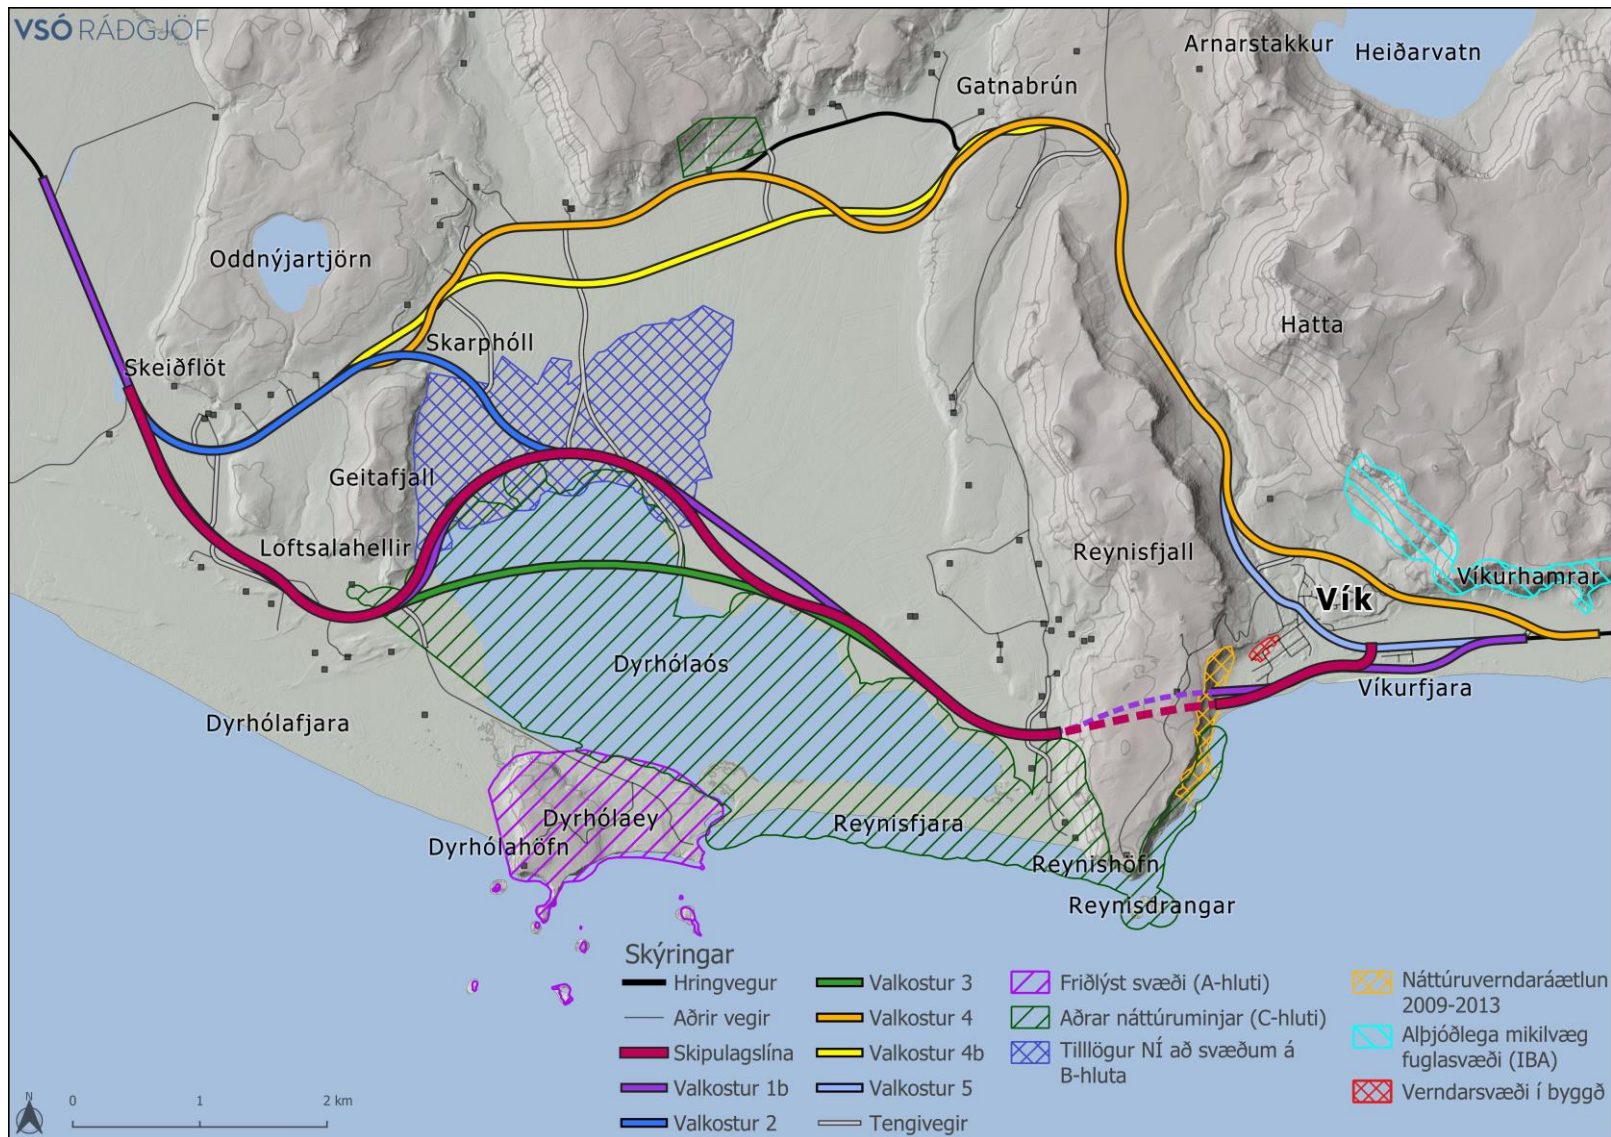 VSÓ RÁÐGJÖF
Arnarstakkur
Heiðarvatn
Gatnabrún
Oddnýjartjörn
Hatta
Skarphóll
Skeiðflöt
Geitafjall
Loftsalahellir
Reynisfjall
Víkurhamrar
Vík
Dyrhólaós
Víkurfjara
Dyrhólafjara
Dyrhólaey
Reynisfjara
Dyrhólahöfn
Reynishöfn
Reynisdrangar
Skýringar
Hringvegur
Aðrir vegir
Skipulagslína
Valkostur 1b
Valkostur 2
Valkostur 3
Valkostur 4
Valkostur 4b
Valkostur 5
Tengivegir
Friðlýst svæði (A-hluti)
Aðrar náttúruminjar (C-hluti)
Tilllögur NÍ að svæðum á
B-hluta
Náttúruverndaráætlun
2009-2013
Alþjóðlega mikilvæg
fuglasvæði (IBA)
Verndarsvæði í byggð
N
0 1 2 km